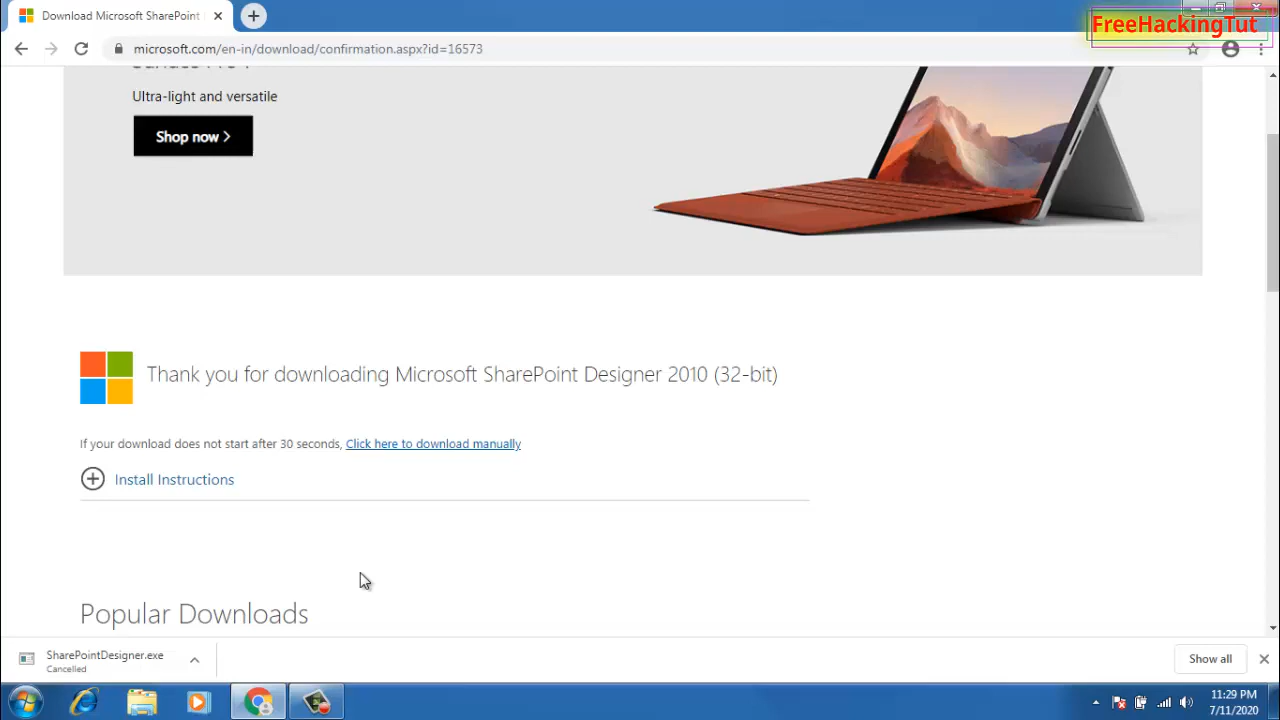 Download Microsoft SharePoint
FreeHackingTut
microsoft.com/en-in/download/confirmation.aspx?id=16573
Ultra-light and versatile
Shop now >
Thank you for downloading Microsoft SharePoint Designer 2010 (32-bit)
If your download does not start after 30 seconds, Click here to download manually
Install Instructions
Popular Downloads
SharePointDesigner.exe
Cancelled
Show all
11:29 PM
7/11/2020